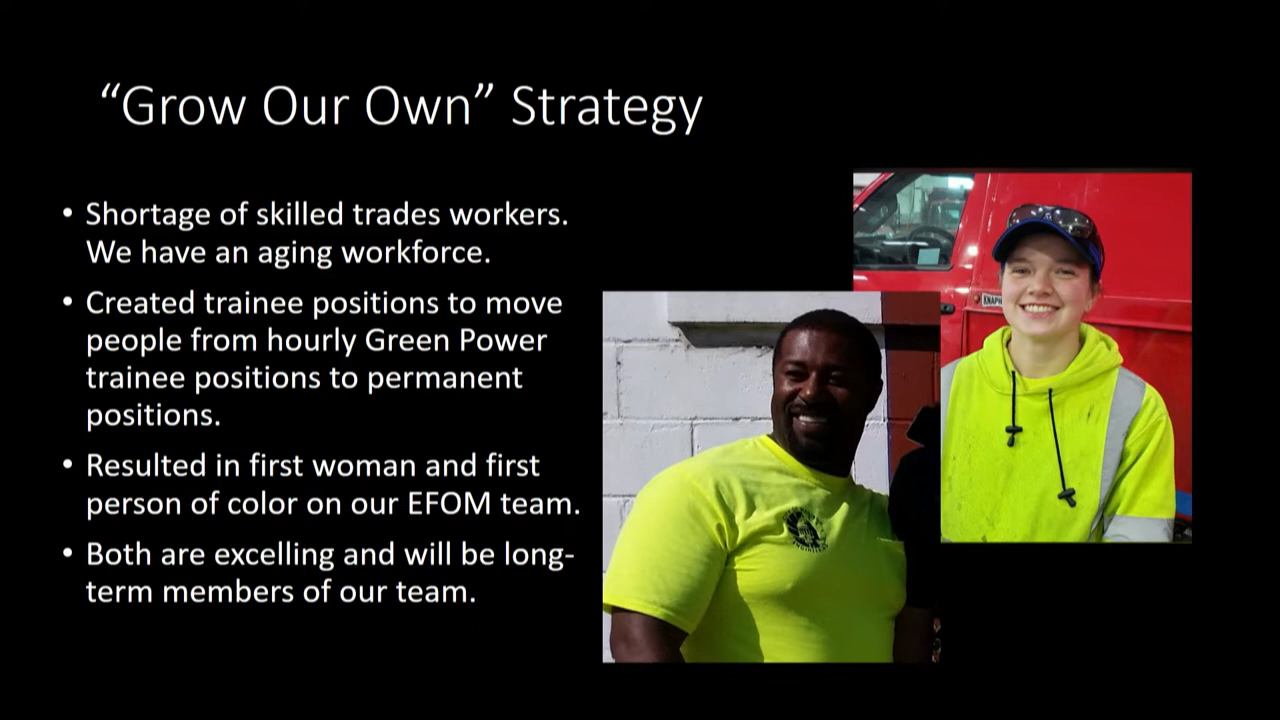 “Grow Our Own” Strategy
• Shortage of skilled trades workers.
We have an aging workforce.
• Created trainee positions to move
people from hourly Green Power
trainee positions to permanent
positions.
• Resulted in first woman and first
person of color on our EFOM team.
• Both are excelling and will be long-
term members of our team.